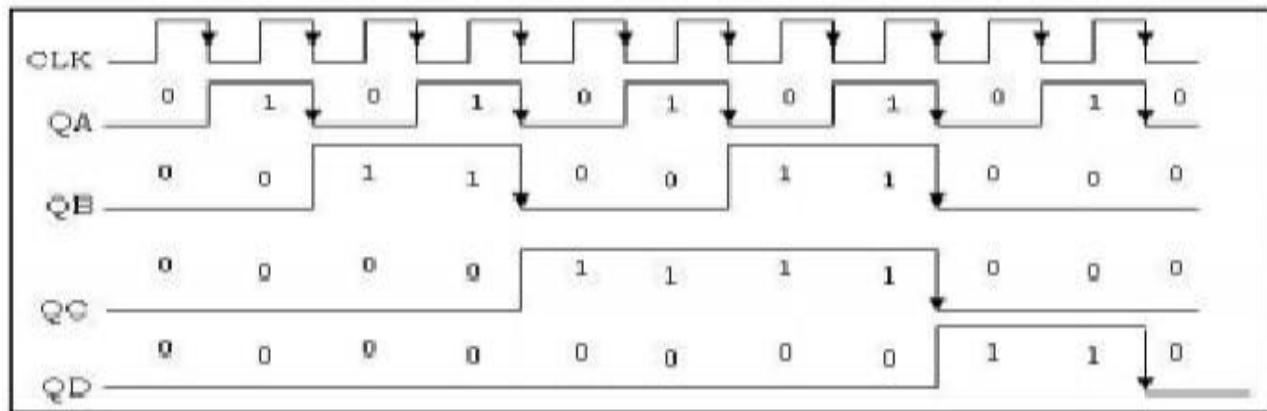 CLK
QA 0 1 0 1 0 1 0 1 0 1 0
QB 0 0 1 1 0 0 1 1 0 0 0
QC 0 0 0 0 1 1 1 1 0 0 0
QD 0 0 0 0 0 0 0 0 1 1 0